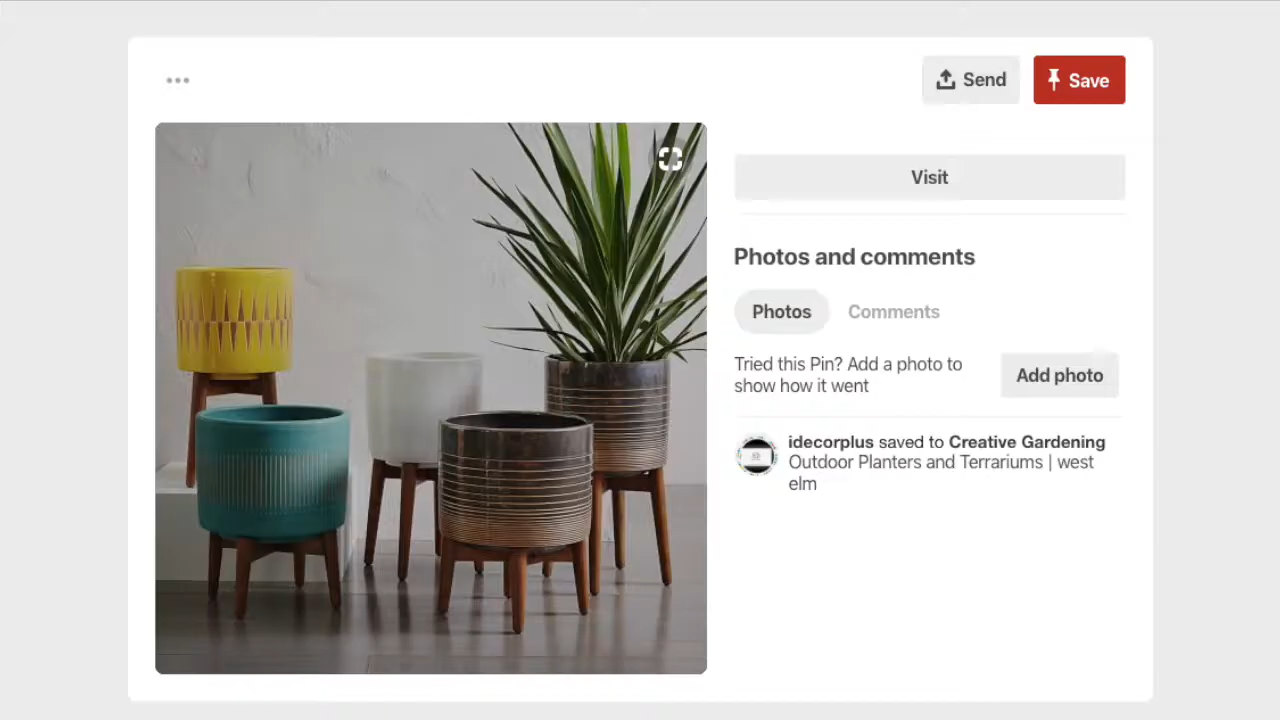 Send
Save
Visit
Photos and comments
Photos
Comments
Tried this Pin? Add a photo to
show how it went
Add photo
idecorplus saved to Creative Gardening
Outdoor Planters and Terrariums | west
elm